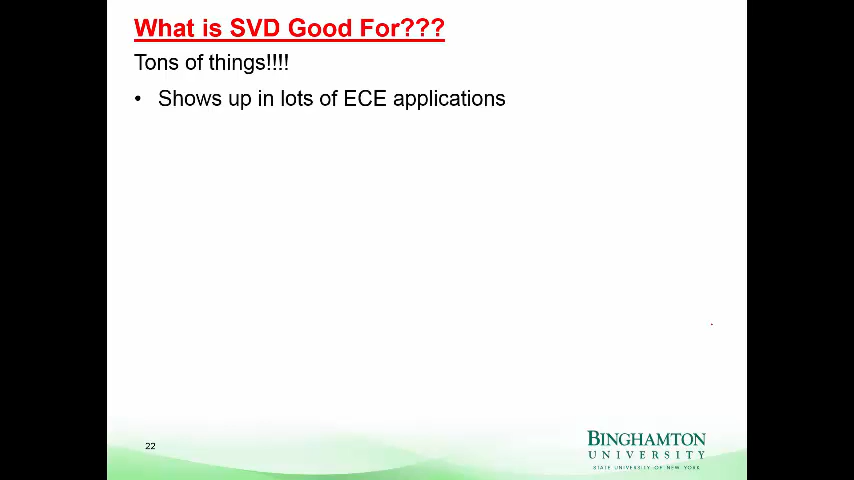 What is SVD Good For???
Tons of things!!!!
• Shows up in lots of ECE applications
22
BINGHAMTON
UNIVERSITY
STATE UNIVERSITY OF NEW YORK